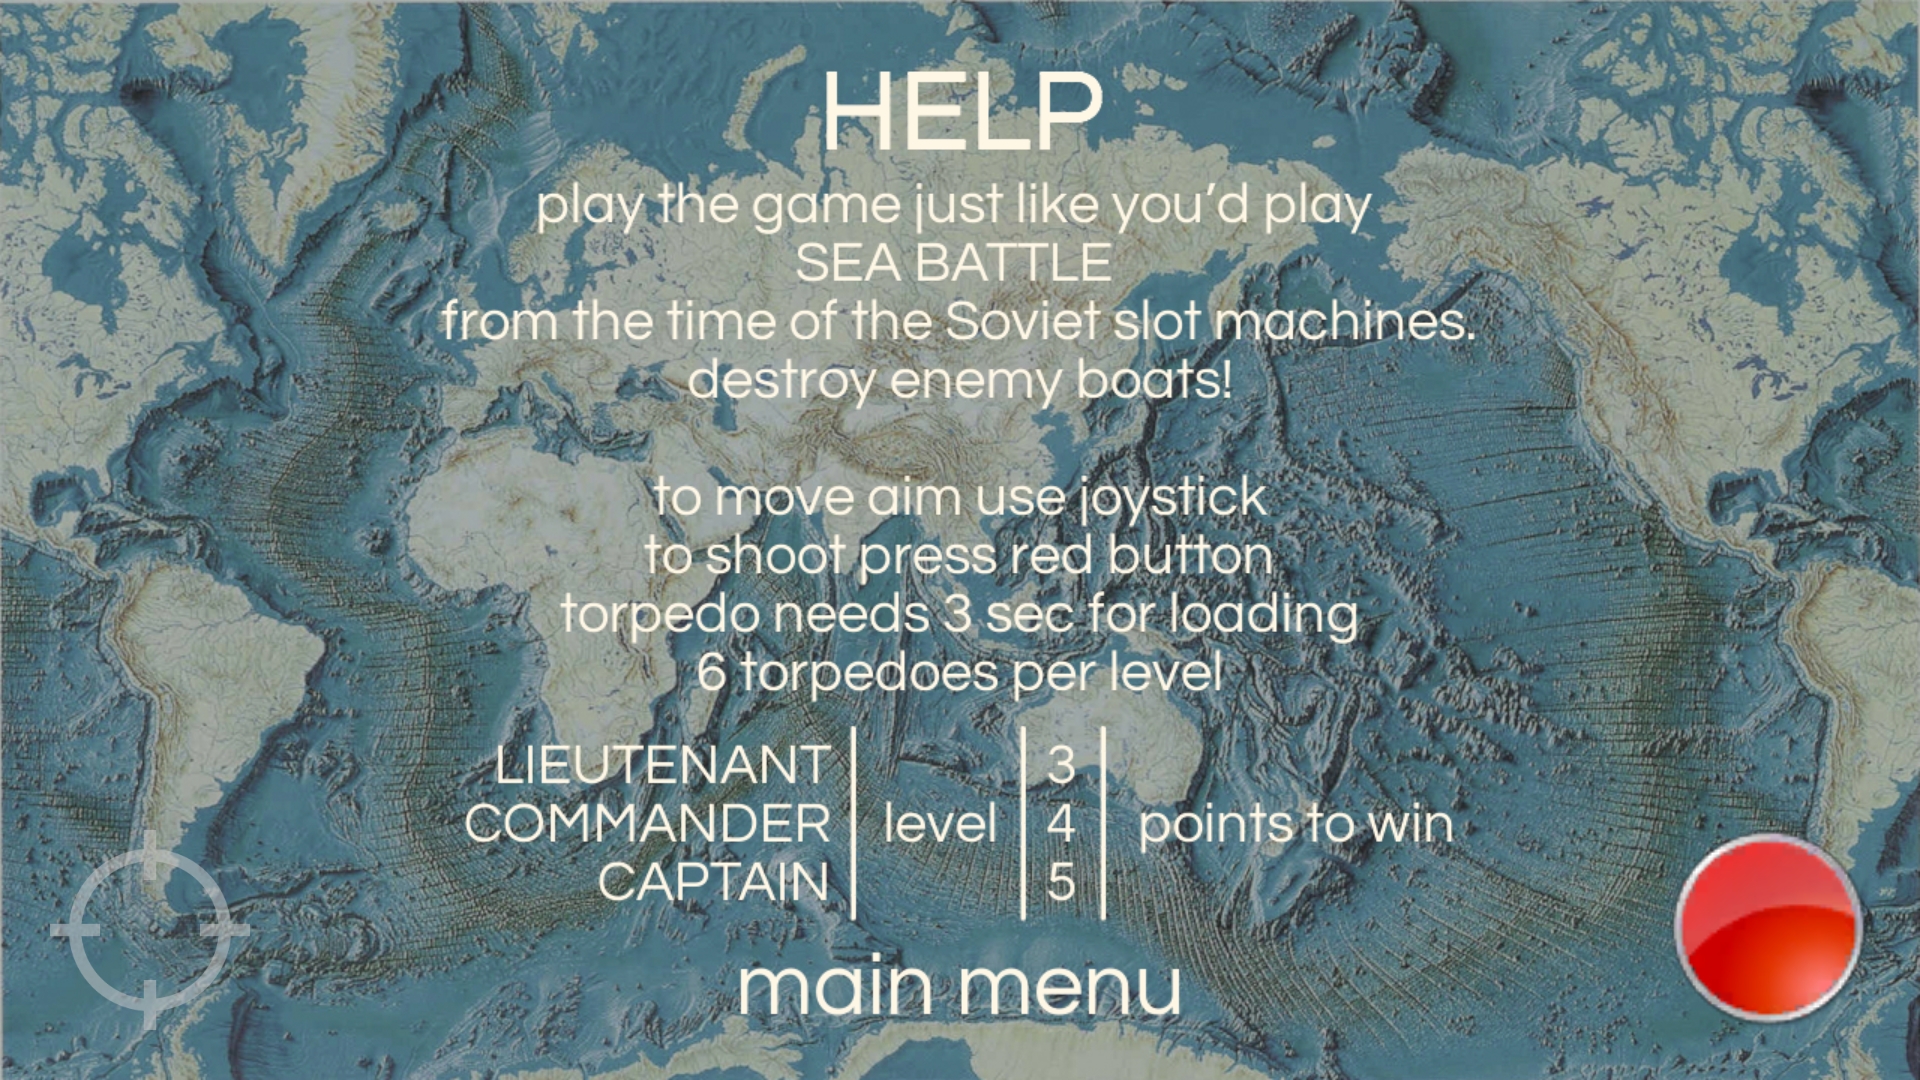 HELP
play the game just like you’d play
SEA BATTLE
from the time of the Soviet slot machines.
destroy enemy boats!
to move aim use joystick
to shoot press red button
torpedo needs 3 sec for loading
6 torpedoes per level
LIEUTENANT 3
COMMANDER level 4 points to win
CAPTAIN 5
main menu